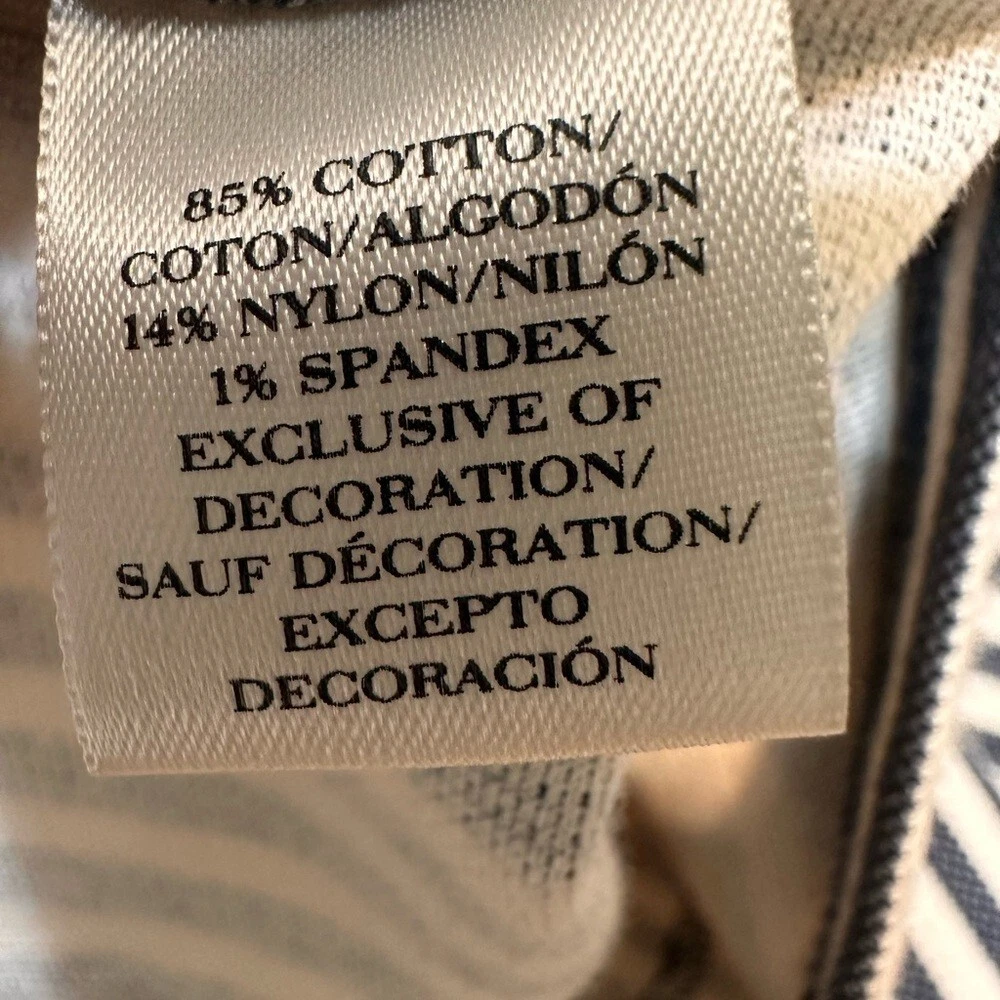 85% COTTON/
COTON/ALGODÓN
14% NYLON/NILÓN
1% SPANDEX
EXCLUSIVE OF
DECORATION/
SAUF DÉCORATION/
EXCEPTO
DECORACIÓN